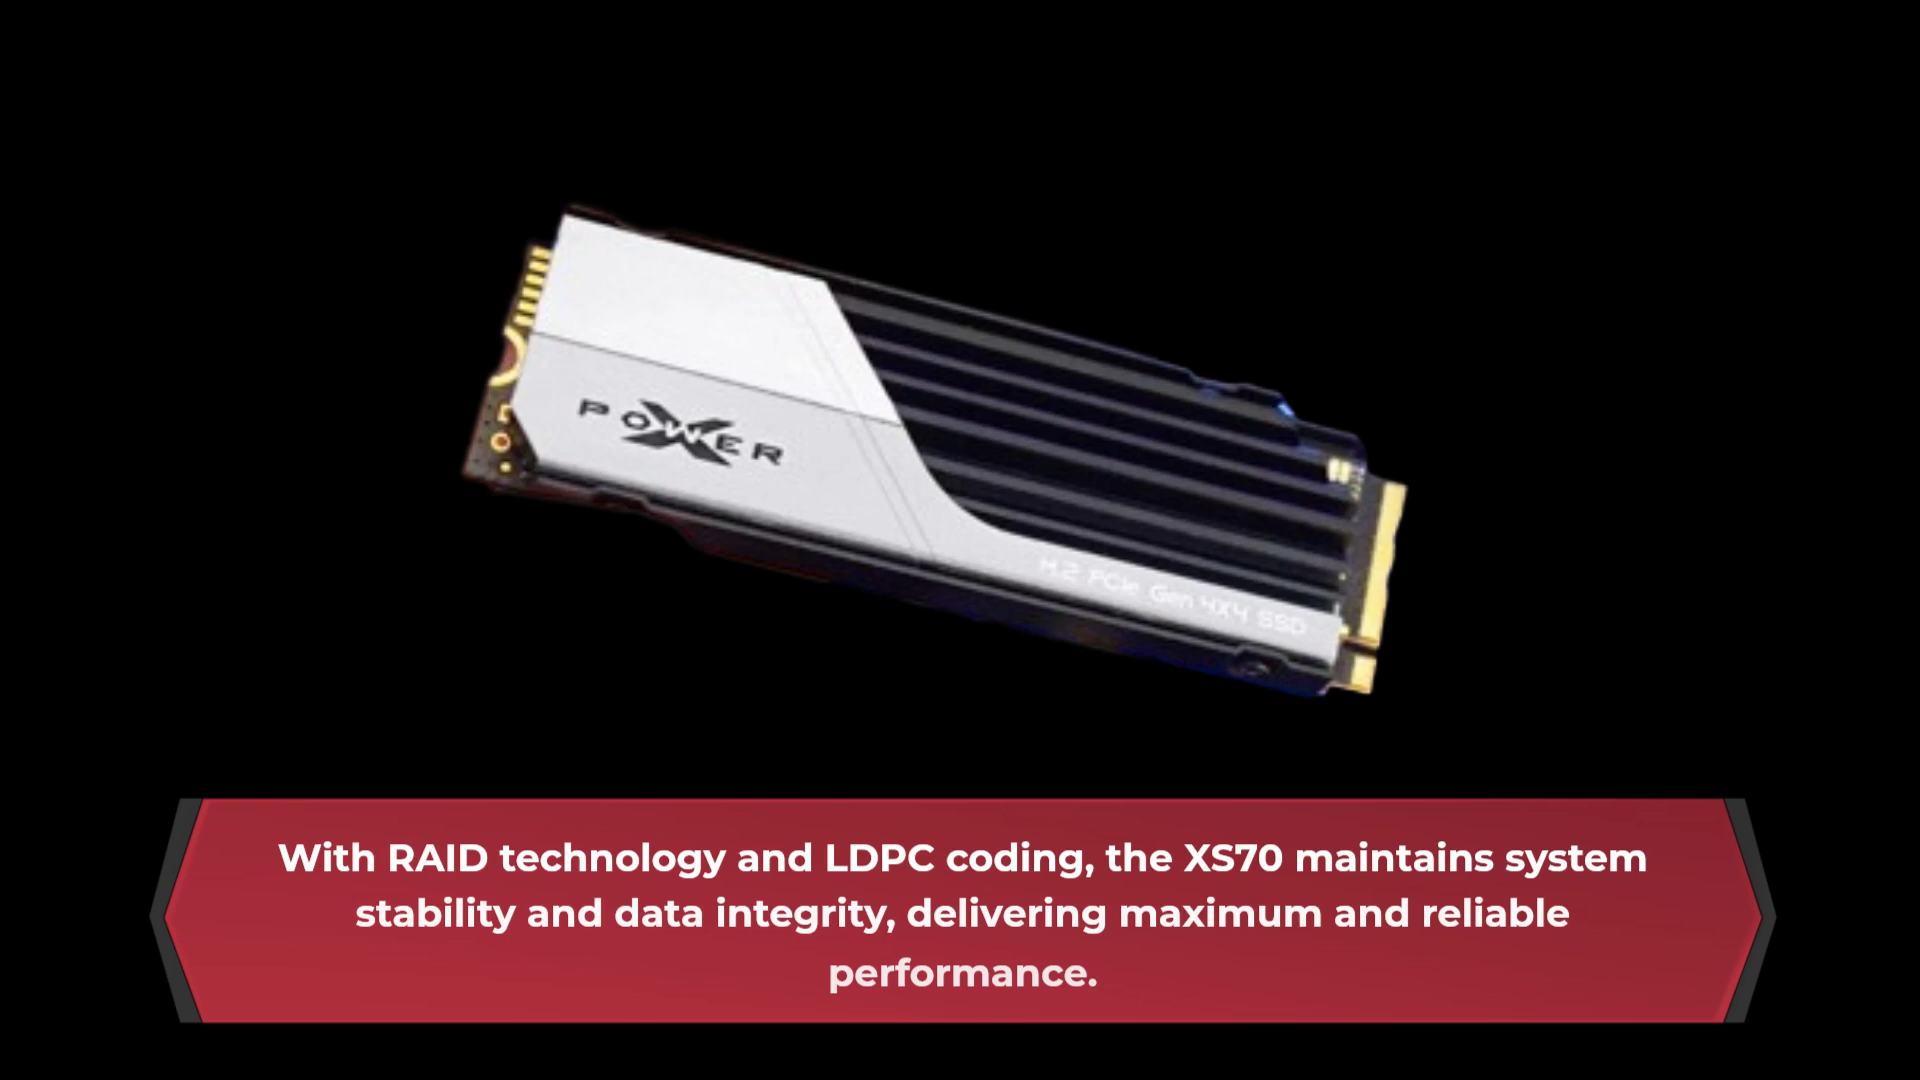 POWER
M.2 PCIe Gen 4X4 SSD
With RAID technology and LDPC coding, the XS70 maintains system
stability and data integrity, delivering maximum and reliable
performance.